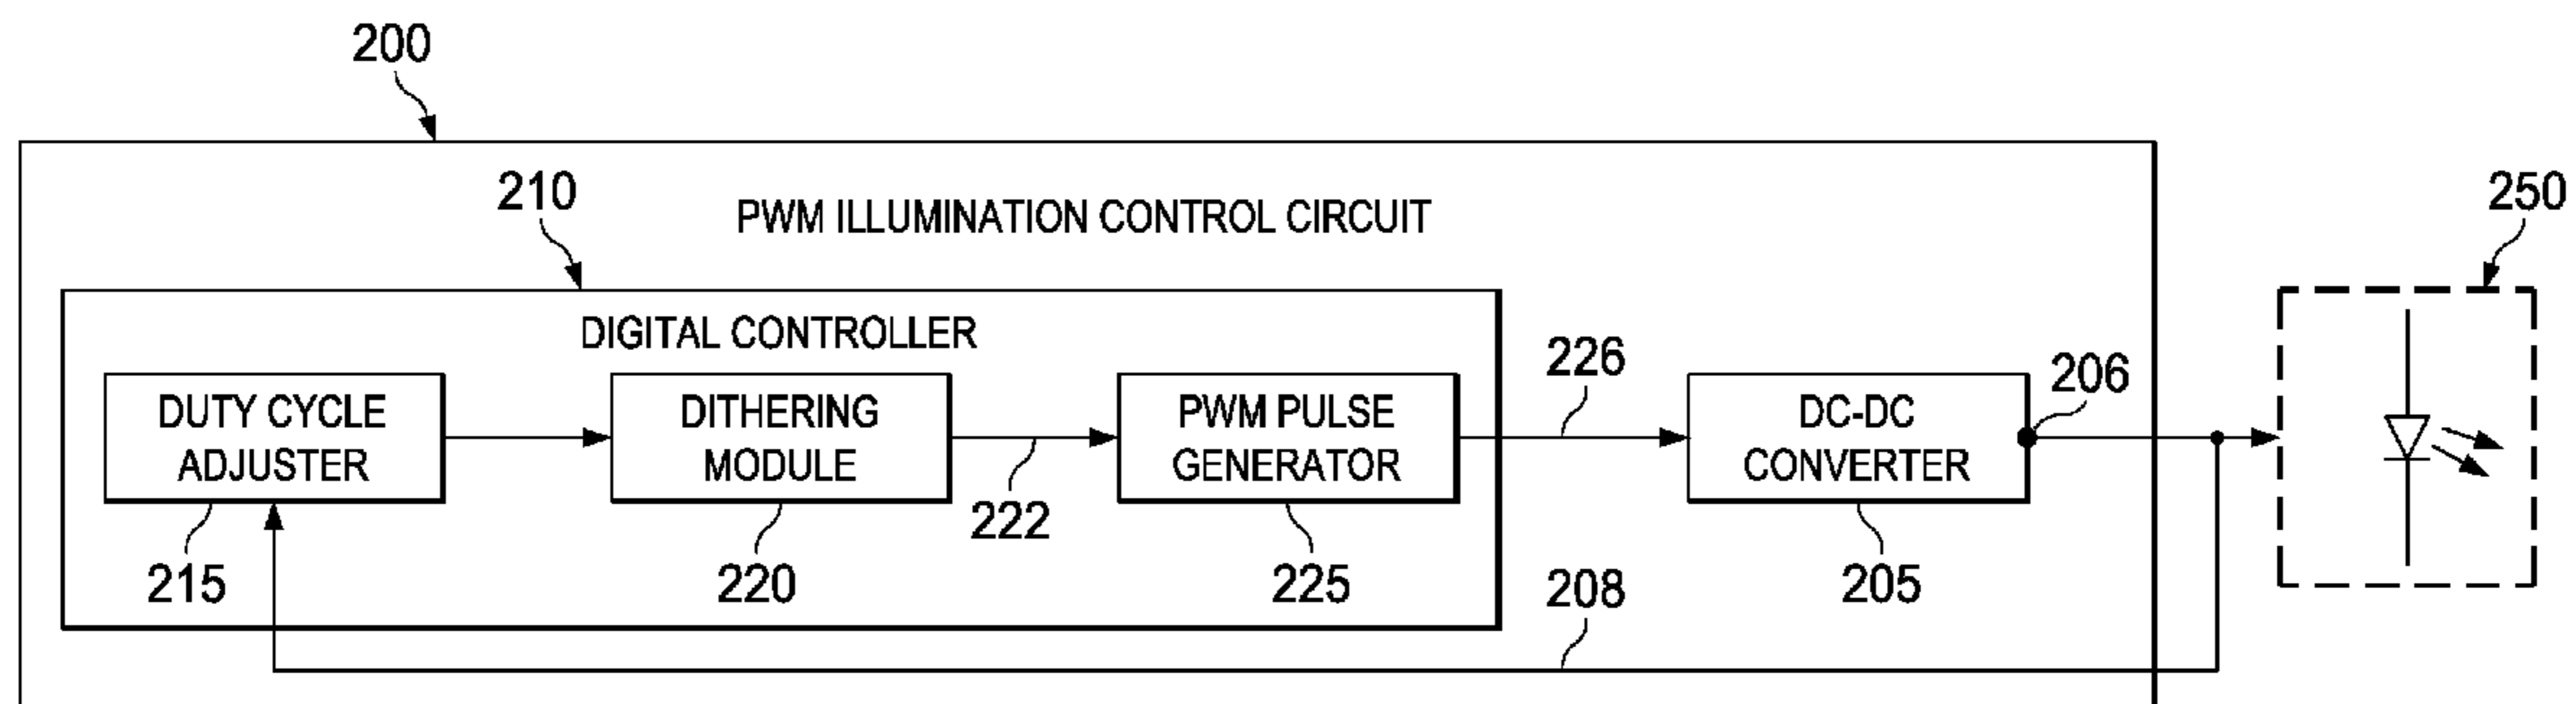 200
210
PWM ILLUMINATION CONTROL CIRCUIT
250
DIGITAL CONTROLLER
226
206
DUTY CYCLE
ADJUSTER
DITHERING
MODULE
PWM PULSE
GENERATOR
DC-DC
CONVERTER
222
215
220
225
208
205